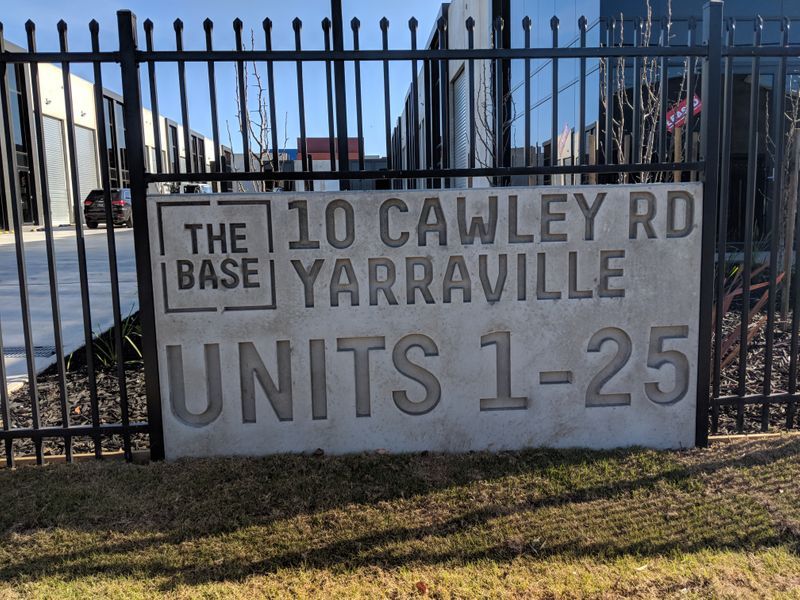 THE
BASE
10 CAWLEY RD
YARRAVILLE
UNITS 1-25